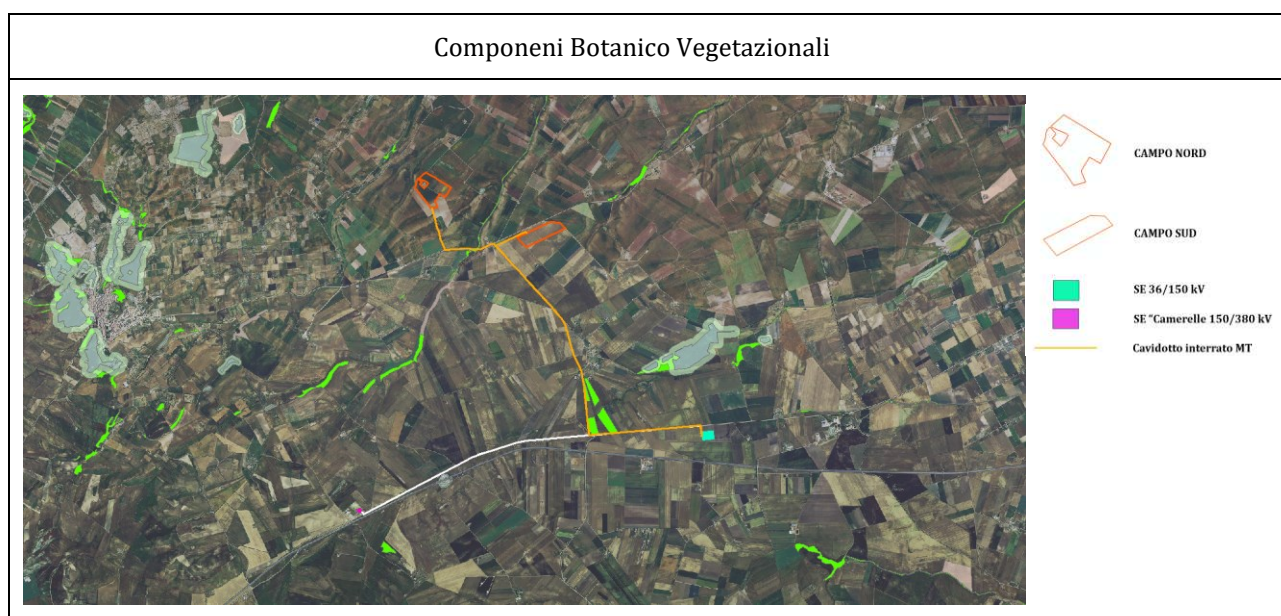 Componeni Botanico Vegetazionali
CAMPO NORD
CAMPO SUD
SE 36/150 kV
SE "Camerelle 150/380 kV
Cavidotto interrato MT